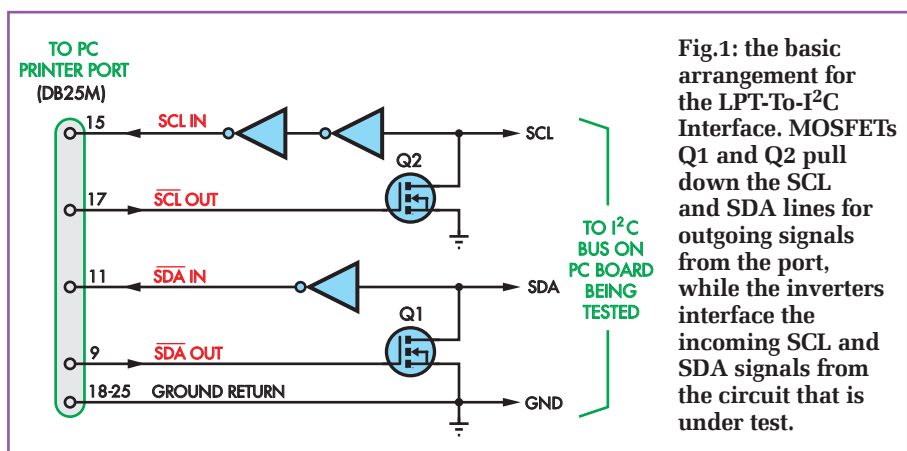 TO PC
PRINTER PORT
(DB25M)
15
SCL IN
SCL
Q2
17
SCL OUT
TO I²C
BUS ON
PC BOARD
BEING
TESTED
11
SDA IN
SDA
Q1
9
SDA OUT
18-25 GROUND RETURN
GND
Fig.1: the basic
arrangement for
the LPT-To-I²C
Interface. MOSFETs
Q1 and Q2 pull
down the SCL
and SDA lines for
outgoing signals
from the port,
while the inverters
interface the
incoming SCL and
SDA signals from
the circuit that is
under test.